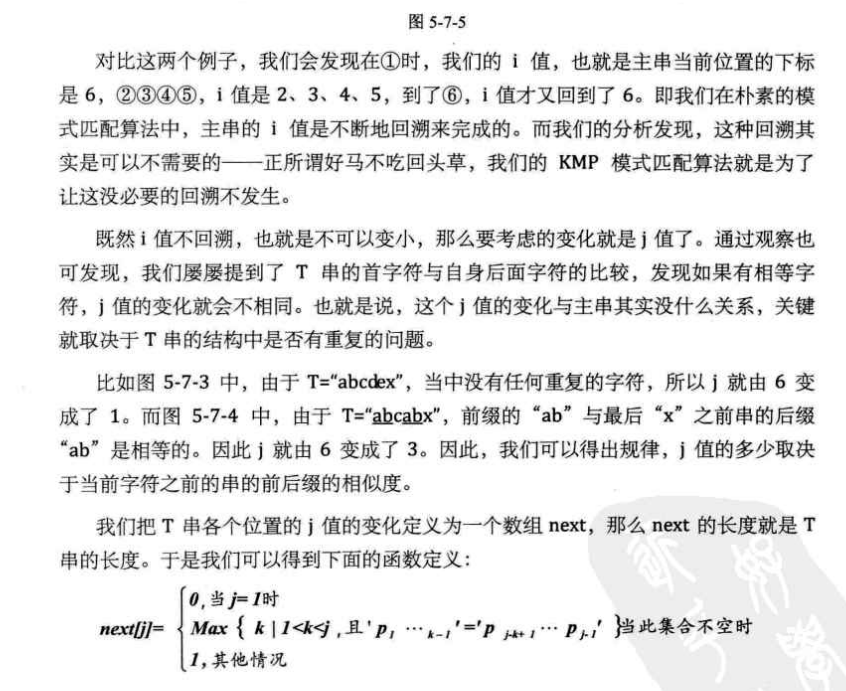 图 5-7-5
对比这两个例子，我们会发现在①时，我们的 i 值，也就是主串当前位置的下标
是 6，②③④⑤，i 值是 2、3、4、5，到了⑥，i 值才又回到了 6。即我们在朴素的模
式匹配算法中，主串的 i 值是不断地回溯来完成的。而我们的分析发现，这种回溯其
实是可以不需要的——正所谓好马不吃回头草，我们的 KMP 模式匹配算法就是为了
让这没必要的回溯不发生。
既然 i 值不回溯，也就是不可以变小，那么要考虑的变化就是 j 值了。通过观察也
可发现，我们屡屡提到了 T 串的首字符与自身后面字符的比较，发现如果有相等字
符，j 值的变化就会不相同。也就是说，这个 j 值的变化与主串其实没什么关系，关键
就取决于 T 串的结构中是否有重复的问题。
比如图 5-7-3 中，由于 T=“abcdex”，当中没有任何重复的字符，所以 j 就由 6 变
成了 1。而图 5-7-4 中，由于 T=“abcabx”，前缀的“ab”与最后“x”之前串的后缀
“ab”是相等的。因此 j 就由 6 变成了 3。因此，我们可以得出规律，j 值的多少取决
于当前字符之前的串的前后缀的相似度。
我们把 T 串各个位置的 j 值的变化定义为一个数组 next，那么 next 的长度就是 T
串的长度。于是我们可以得到下面的函数定义：
0,当 j=1时
next[j]= Max { k | 1<k<j ,且' p₁ ⋯ ₖ₋₁ '='p ⱼ₋ₖ₊₁ ⋯ pⱼ₋₁' }当此集合不空时
1,其他情况